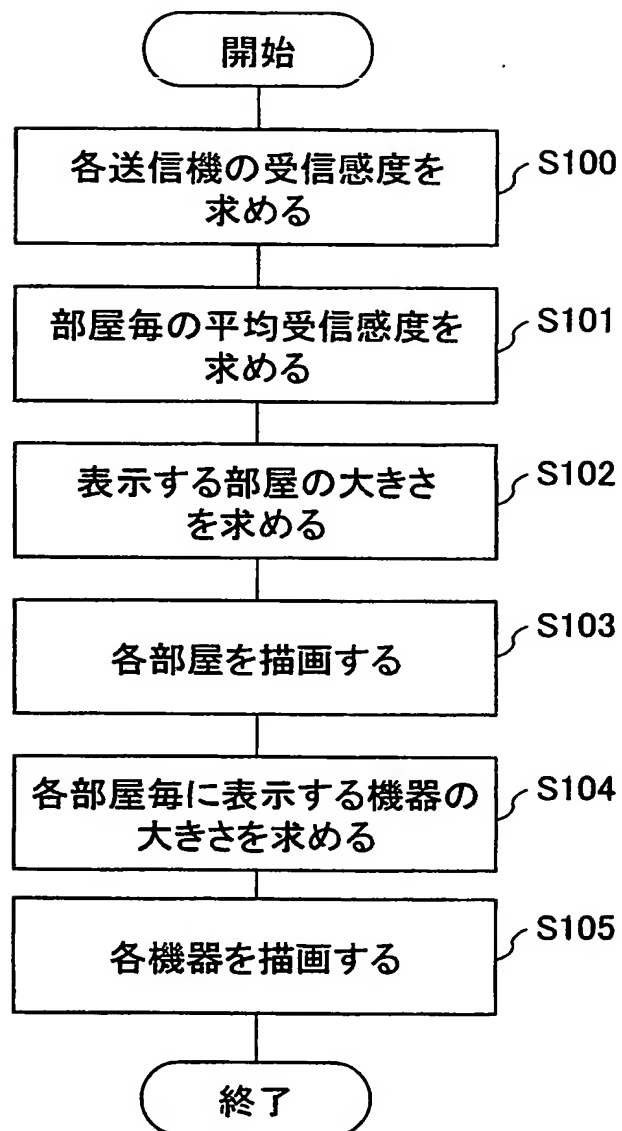 開始
各送信機の受信感度を
求める
S100
部屋毎の平均受信感度を
求める
S101
表示する部屋の大きさ
を求める
S102
各部屋を描画する
S103
各部屋毎に表示する機器の
大きさを求める
S104
各機器を描画する
S105
終了